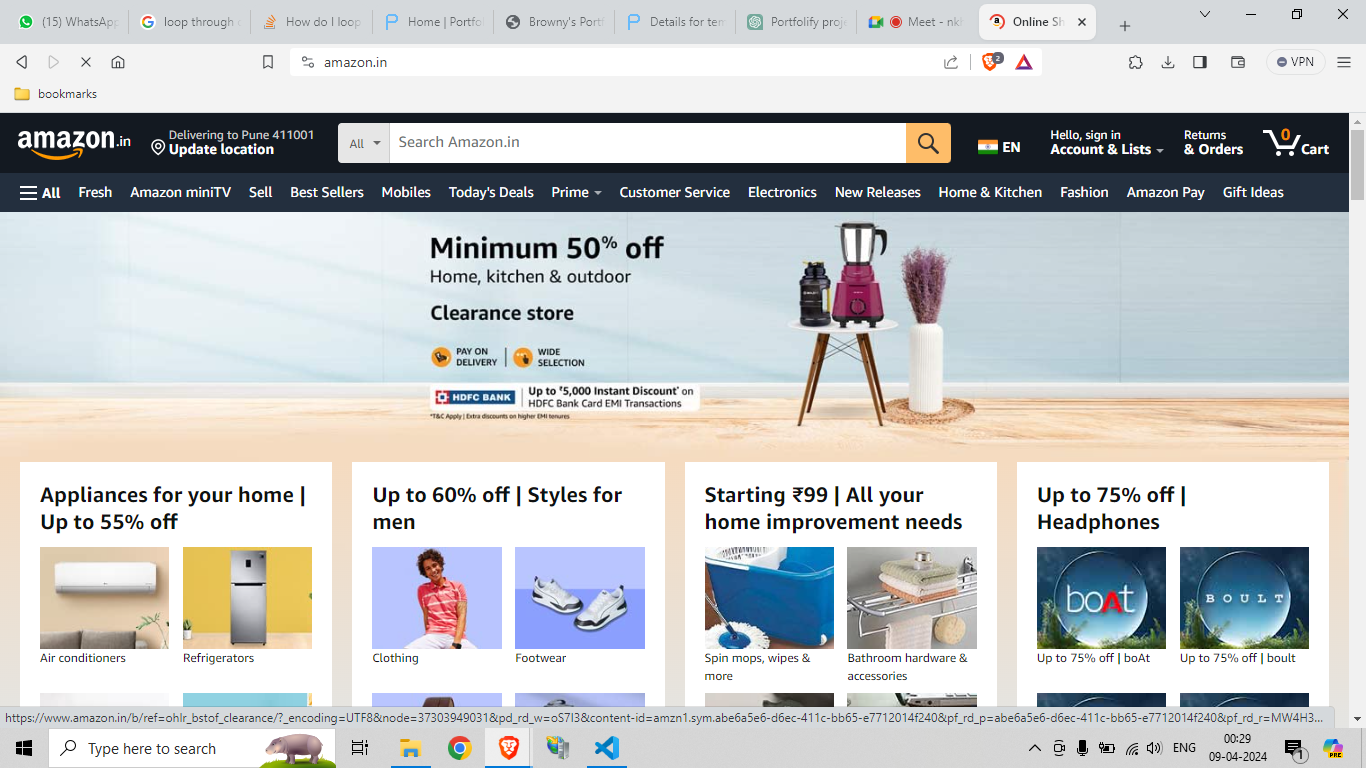 (15) WhatsApp
loop through
How do I loop
Home | Portfol
Browny's Portf
Details for tem
Portfolify proje
Meet - nkl
Online Sh
amazon.in
2
VPN
bookmarks
amazon.in
Delivering to Pune 411001
Update location
All
Search Amazon.in
EN
Hello, sign in
Account & Lists
Returns
& Orders
0
Cart
All
Fresh
Amazon miniTV
Sell
Best Sellers
Mobiles
Today's Deals
Prime
Customer Service
Electronics
New Releases
Home & Kitchen
Fashion
Amazon Pay
Gift Ideas
Minimum 50% off
Home, kitchen & outdoor
Clearance store
PAY ON
DELIVERY
WIDE
SELECTION
HDFC BANK
Up to ₹5,000 Instant Discount* on
HDFC Bank Card EMI Transactions
*T&C Apply | Extra discounts on higher EMI tenures
Appliances for your home |
Up to 55% off
Air conditioners
Refrigerators
Up to 60% off | Styles for
men
Clothing
Footwear
Starting ₹99 | All your
home improvement needs
Spin mops, wipes &
more
Bathroom hardware &
accessories
Up to 75% off |
Headphones
boAt
BOULT
Up to 75% off | boAt
Up to 75% off | boult
https://www.amazon.in/b/ref=ohlr_bstof_clearance/?_encoding=UTF8&node=37303949031&pd_rd_w=oS7I3&content-id=amzn1.sym.abe6a5e6-d6ec-411c-bb65-e7712014f240&pf_rd_p=abe6a5e6-d6ec-411c-bb65-e7712014f240&pf_rd_r=MW4H3...
Type here to search
ENG
00:29
09-04-2024
1
PRE